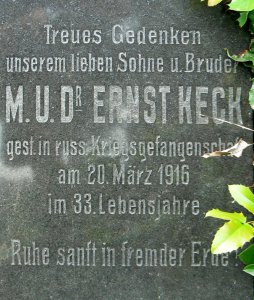 Treues Gedenken
unserem lieben Sohne u. Bruder
M.U.Dr ERNST KECK
gest. in russ. Kriegsgefangenschaft
am 20. März 1916
im 33. Lebensjahre
Ruhe sanft in fremder Erde!